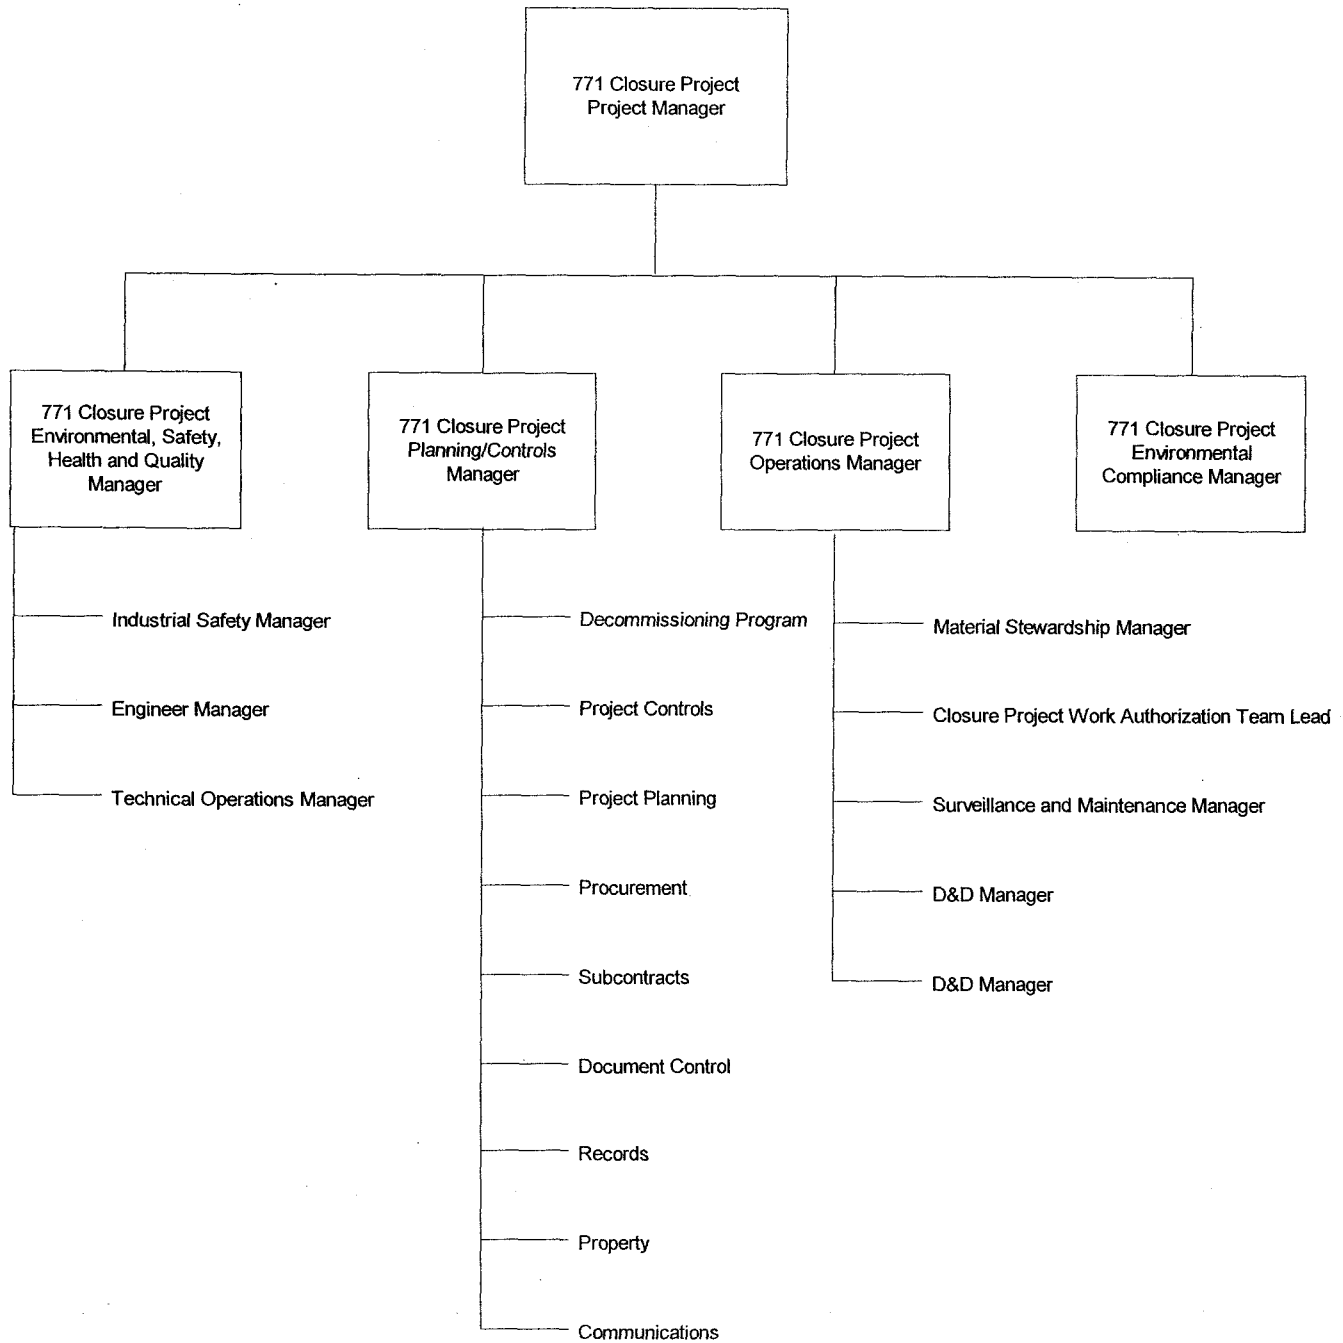 771 Closure Project
Project Manager
771 Closure Project
Environmental, Safety,
Health and Quality
Manager
Industrial Safety Manager
Engineer Manager
Technical Operations Manager
771 Closure Project
Planning/Controls
Manager
Decommissioning Program
Project Controls
Project Planning
Procurement
Subcontracts
Document Control
Records
Property
Communications
771 Closure Project
Operations Manager
Material Stewardship Manager
Closure Project Work Authorization Team Lead
Surveillance and Maintenance Manager
D&D Manager
D&D Manager
771 Closure Project
Environmental
Compliance Manager